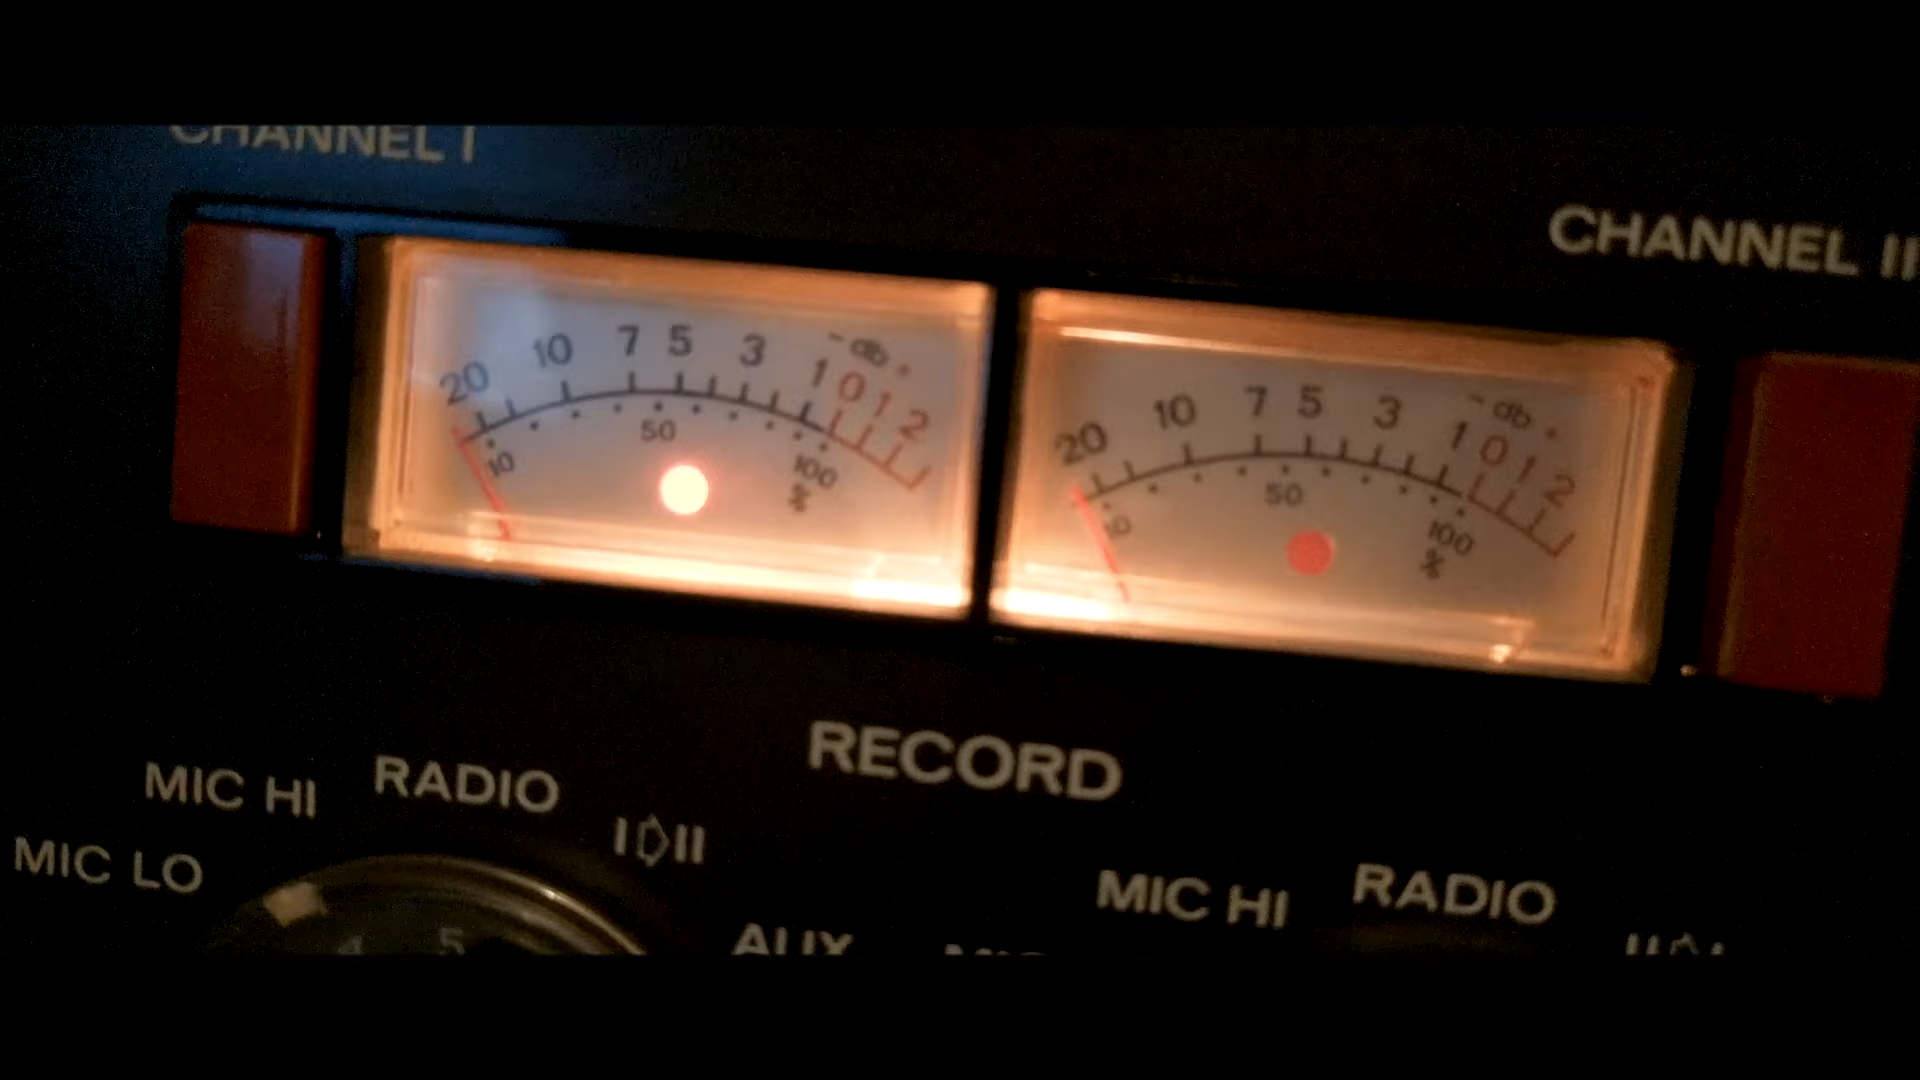 CHANNEL I
CHANNEL II
20 10 7 5 3 1 0 1 2
- db +
10 50 100
%
20 10 7 5 3 1 0 1 2
- db +
50 100
%
RECORD
MIC HI RADIO
MIC LO
AUX
4 5
MIC HI RADIO